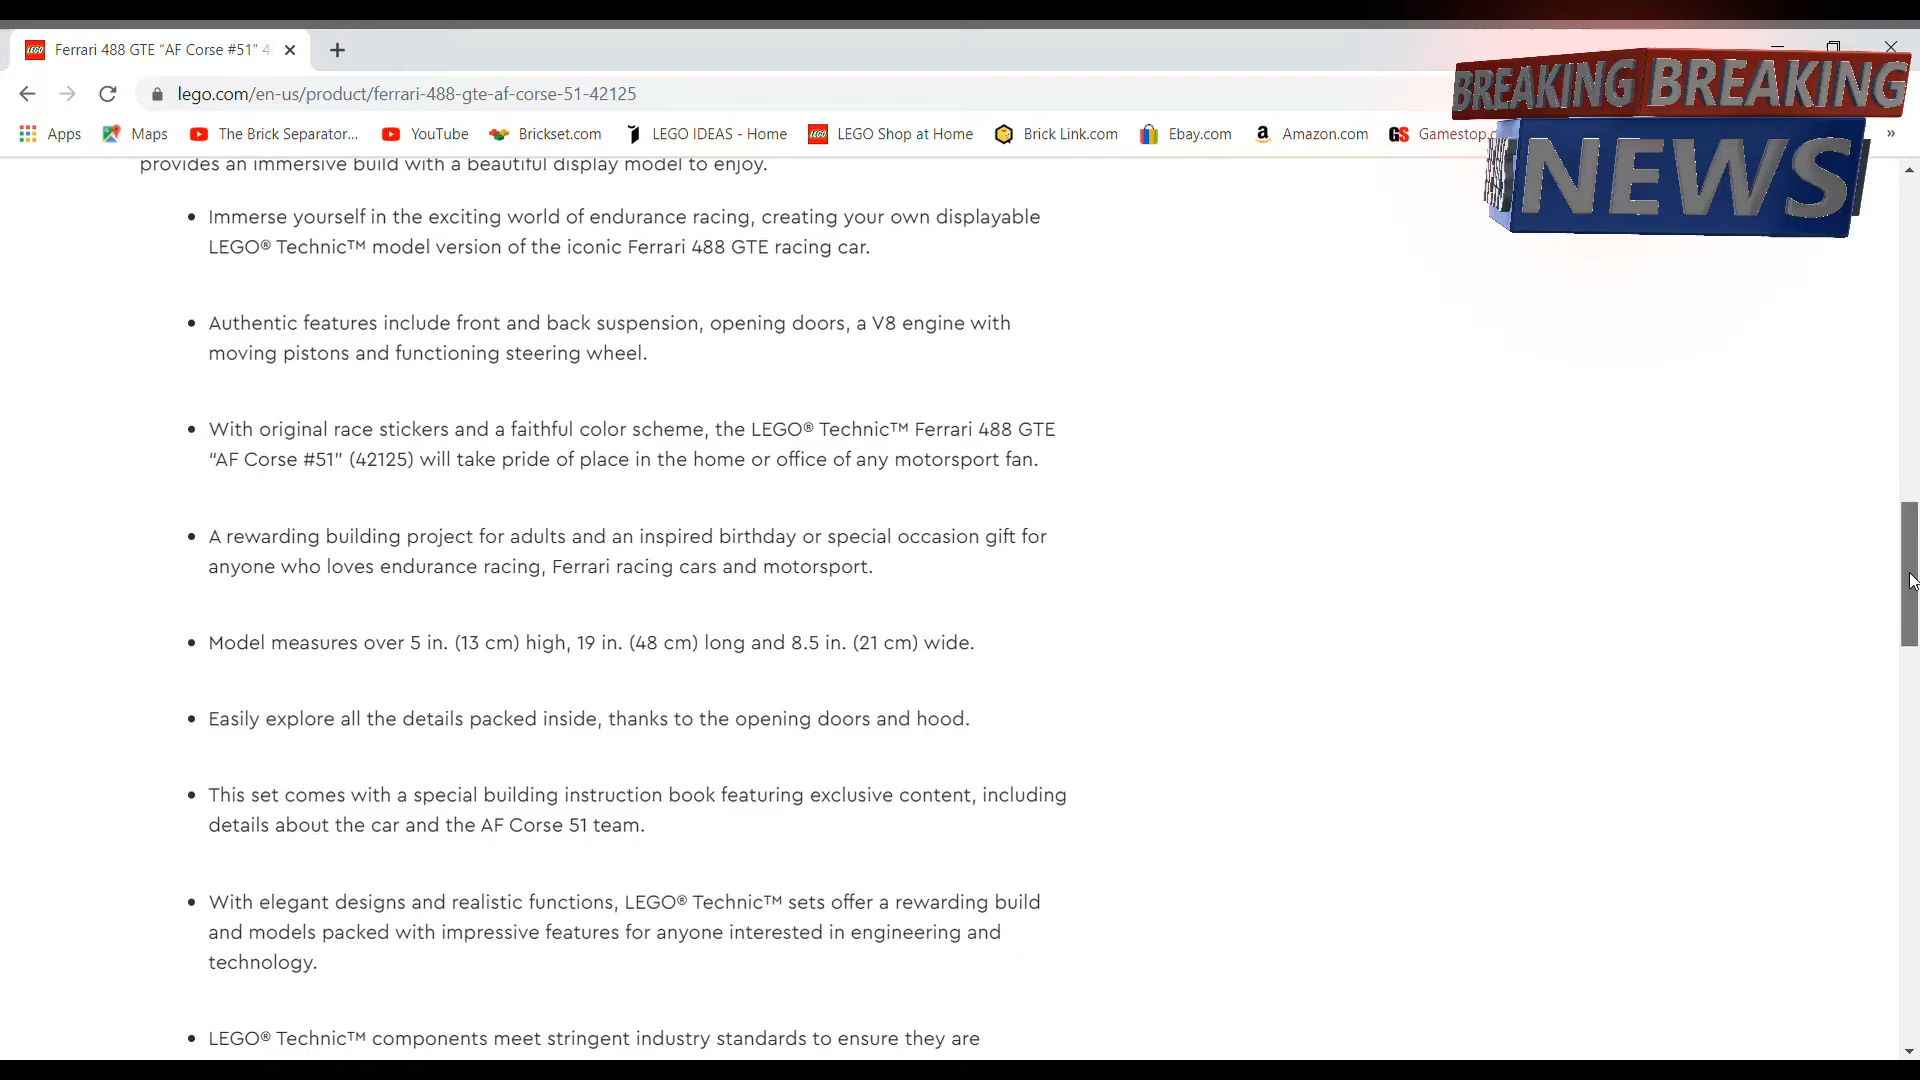 Ferrari 488 GTE “AF Corse #51” 4
lego.com/en-us/product/ferrari-488-gte-af-corse-51-42125
Apps Maps The Brick Separator... YouTube Brickset.com LEGO IDEAS - Home LEGO Shop at Home Brick Link.com Ebay.com Amazon.com GS Gamestop.c »
BREAKING BREAKING
NEWS
provides an immersive build with a beautiful display model to enjoy.
• Immerse yourself in the exciting world of endurance racing, creating your own displayable
LEGO® Technic™ model version of the iconic Ferrari 488 GTE racing car.
• Authentic features include front and back suspension, opening doors, a V8 engine with
moving pistons and functioning steering wheel.
• With original race stickers and a faithful color scheme, the LEGO® Technic™ Ferrari 488 GTE
“AF Corse #51” (42125) will take pride of place in the home or office of any motorsport fan.
• A rewarding building project for adults and an inspired birthday or special occasion gift for
anyone who loves endurance racing, Ferrari racing cars and motorsport.
• Model measures over 5 in. (13 cm) high, 19 in. (48 cm) long and 8.5 in. (21 cm) wide.
• Easily explore all the details packed inside, thanks to the opening doors and hood.
• This set comes with a special building instruction book featuring exclusive content, including
details about the car and the AF Corse 51 team.
• With elegant designs and realistic functions, LEGO® Technic™ sets offer a rewarding build
and models packed with impressive features for anyone interested in engineering and
technology.
• LEGO® Technic™ components meet stringent industry standards to ensure they are